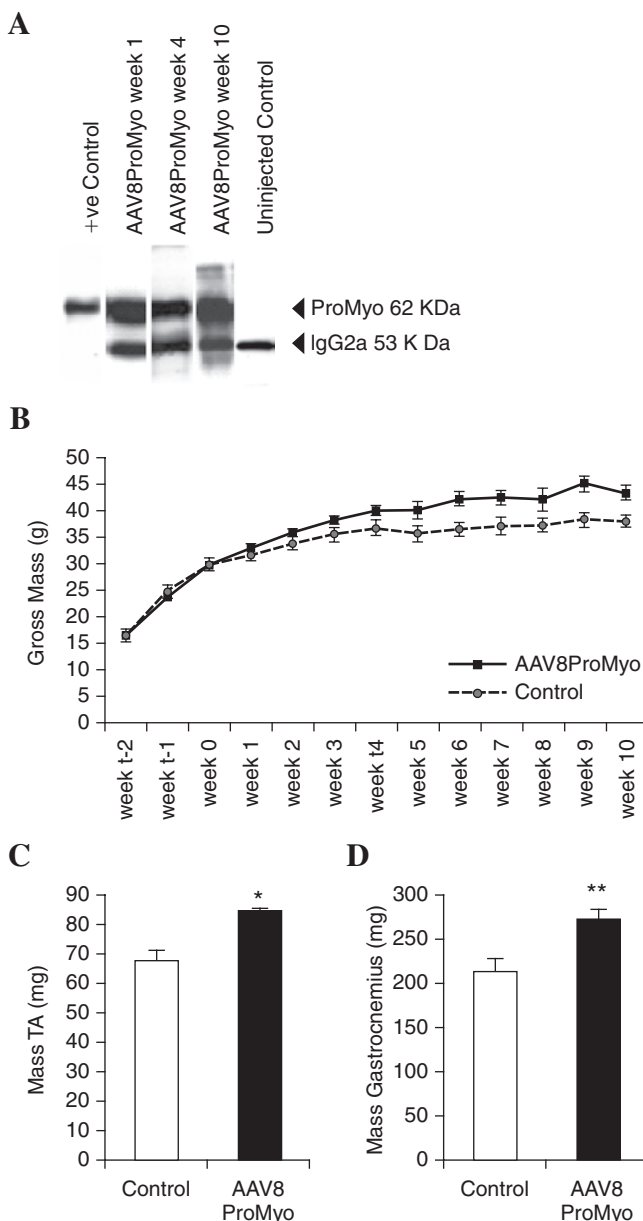 A
+ve Control
AAV8ProMyo week 1
AAV8ProMyo week 4
AAV8ProMyo week 10
Uninjected Control
ProMyo 62 KDa
IgG2a 53 K Da
B
Gross Mass (g)
50
45
40
35
30
25
20
15
10
5
0
AAV8ProMyo
Control
week t-2
week t-1
week 0
week 1
week 2
week 3
week t4
week 5
week 6
week 7
week 8
week 9
week 10
C
Mass TA (mg)
90
80
70
60
50
40
30
20
10
0
*
Control
AAV8
ProMyo
D
Mass Gastrocnemius (mg)
300
250
200
150
100
50
0
**
Control
AAV8
ProMyo